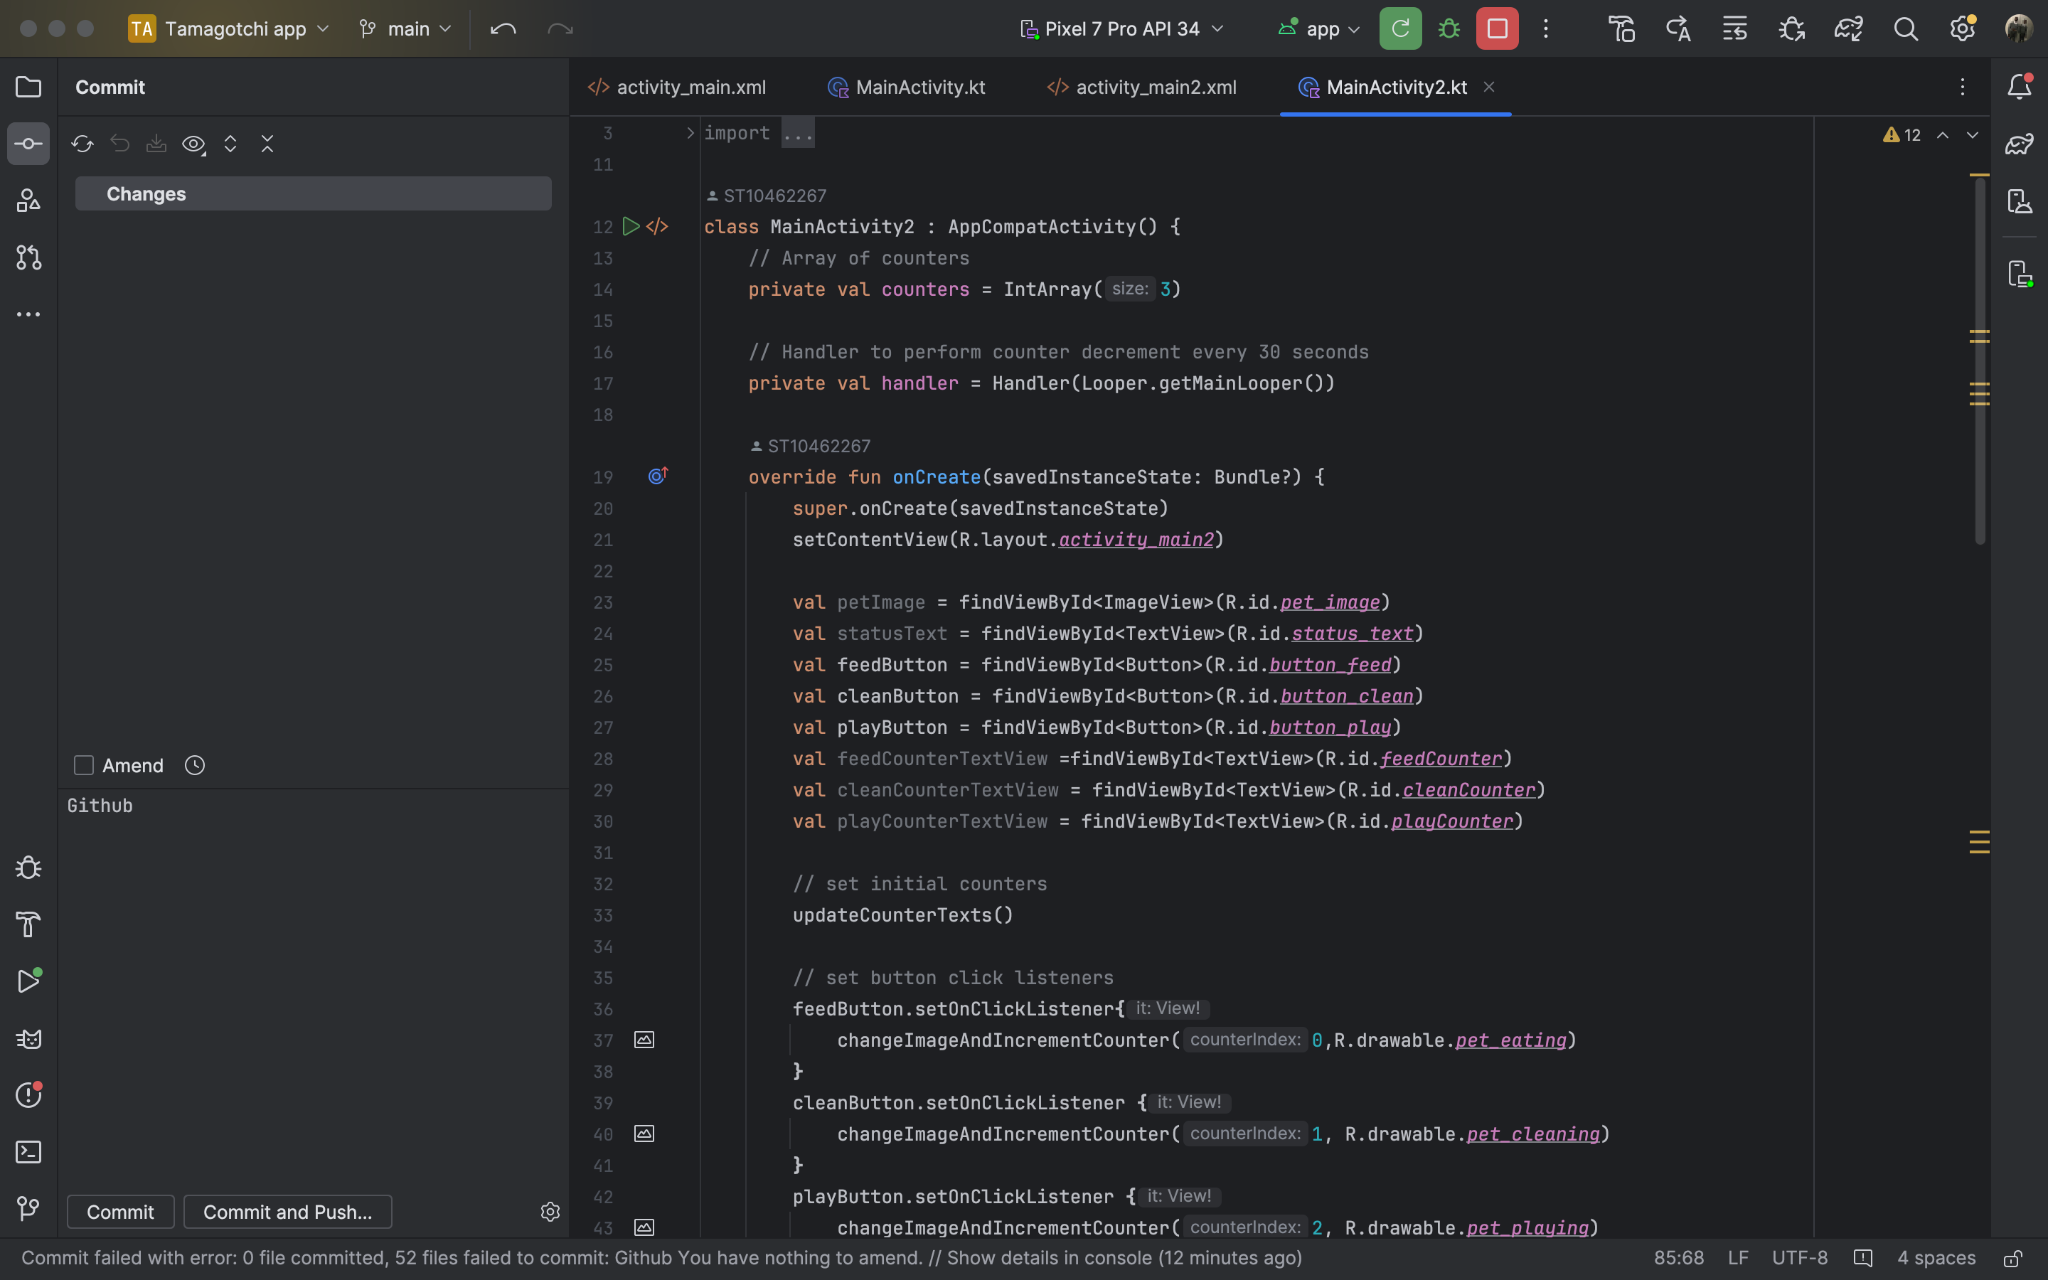 TA Tamagotchi app main Pixel 7 Pro API 34 app
Commit
activity_main.xml MainActivity.kt activity_main2.xml MainActivity2.kt
Changes
3 import ...
12
11
ST10462267
12 class MainActivity2 : AppCompatActivity() {
13 // Array of counters
14 private val counters = IntArray( size: 3)
15
16 // Handler to perform counter decrement every 30 seconds
17 private val handler = Handler(Looper.getMainLooper())
18
ST10462267
19 override fun onCreate(savedInstanceState: Bundle?) {
20 super.onCreate(savedInstanceState)
21 setContentView(R.layout.activity_main2)
22
23 val petImage = findViewById<ImageView>(R.id.pet_image)
24 val statusText = findViewById<TextView>(R.id.status_text)
25 val feedButton = findViewById<Button>(R.id.button_feed)
26 val cleanButton = findViewById<Button>(R.id.button_clean)
27 val playButton = findViewById<Button>(R.id.button_play)
28 val feedCounterTextView =findViewById<TextView>(R.id.feedCounter)
29 val cleanCounterTextView = findViewById<TextView>(R.id.cleanCounter)
30 val playCounterTextView = findViewById<TextView>(R.id.playCounter)
31
32 // set initial counters
33 updateCounterTexts()
34
35 // set button click listeners
36 feedButton.setOnClickListener{ it: View!
37 changeImageAndIncrementCounter( counterIndex: 0,R.drawable.pet_eating)
38 }
39 cleanButton.setOnClickListener { it: View!
40 changeImageAndIncrementCounter( counterIndex: 1, R.drawable.pet_cleaning)
41 }
42 playButton.setOnClickListener { it: View!
43 changeImageAndIncrementCounter( counterIndex: 2, R.drawable.pet_playing)
Amend
Github
Commit Commit and Push...
Commit failed with error: 0 file committed, 52 files failed to commit: Github You have nothing to amend. // Show details in console (12 minutes ago) 85:68 LF UTF-8 4 spaces